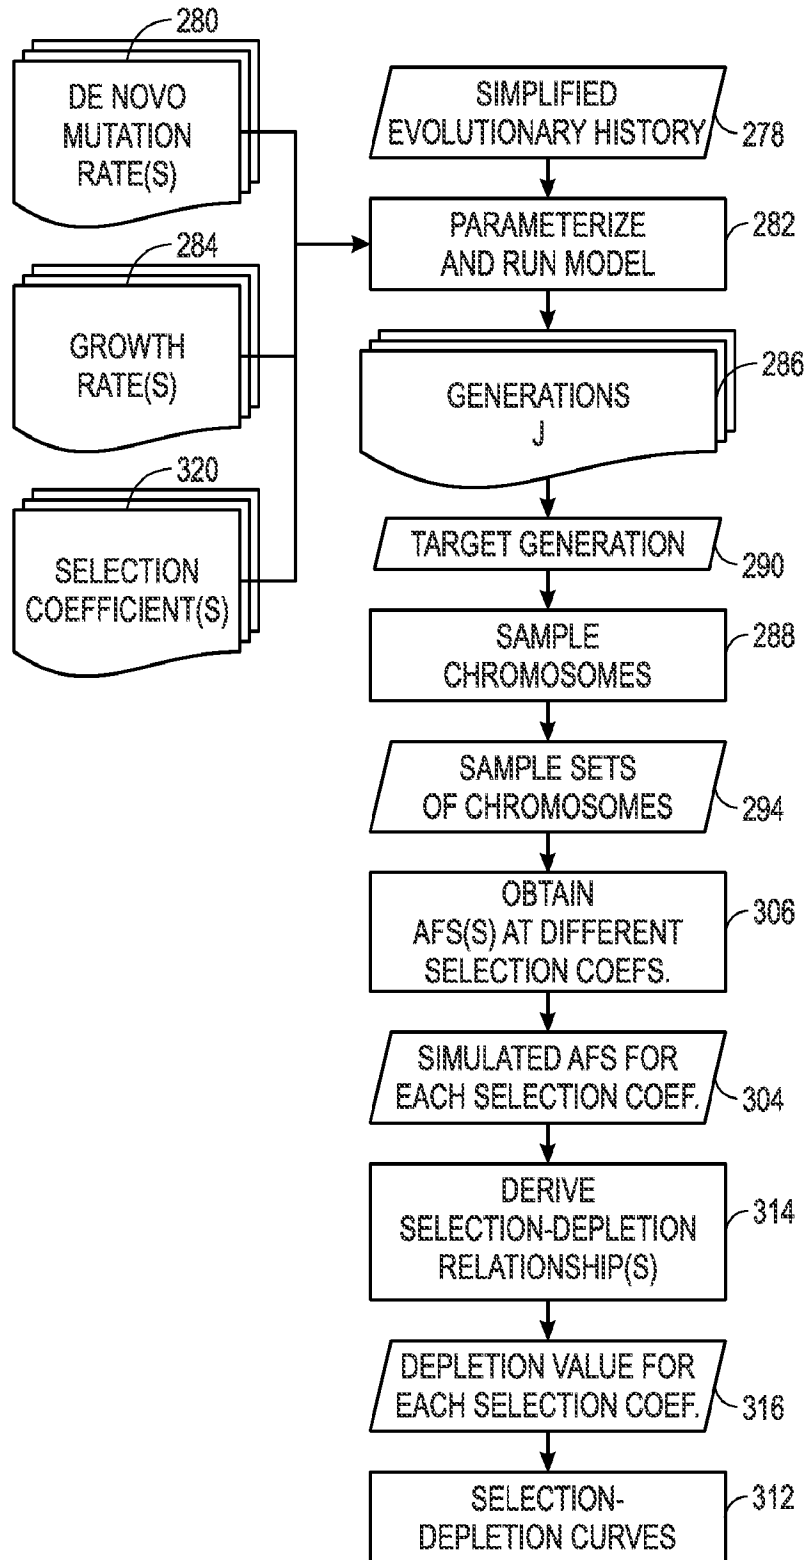 280
DE NOVO
MUTATION
RATE(S)
284
GROWTH
RATE(S)
320
SELECTION
COEFFICIENT(S)
SIMPLIFIED
EVOLUTIONARY HISTORY
278
PARAMETERIZE
AND RUN MODEL
282
GENERATIONS
J
286
TARGET GENERATION
290
SAMPLE
CHROMOSOMES
288
SAMPLE SETS
OF CHROMOSOMES
294
OBTAIN
AFS(S) AT DIFFERENT
SELECTION COEFS.
306
SIMULATED AFS FOR
EACH SELECTION COEF.
304
DERIVE
SELECTION-DEPLETION
RELATIONSHIP(S)
314
DEPLETION VALUE FOR
EACH SELECTION COEF.
316
SELECTION-
DEPLETION CURVES
312